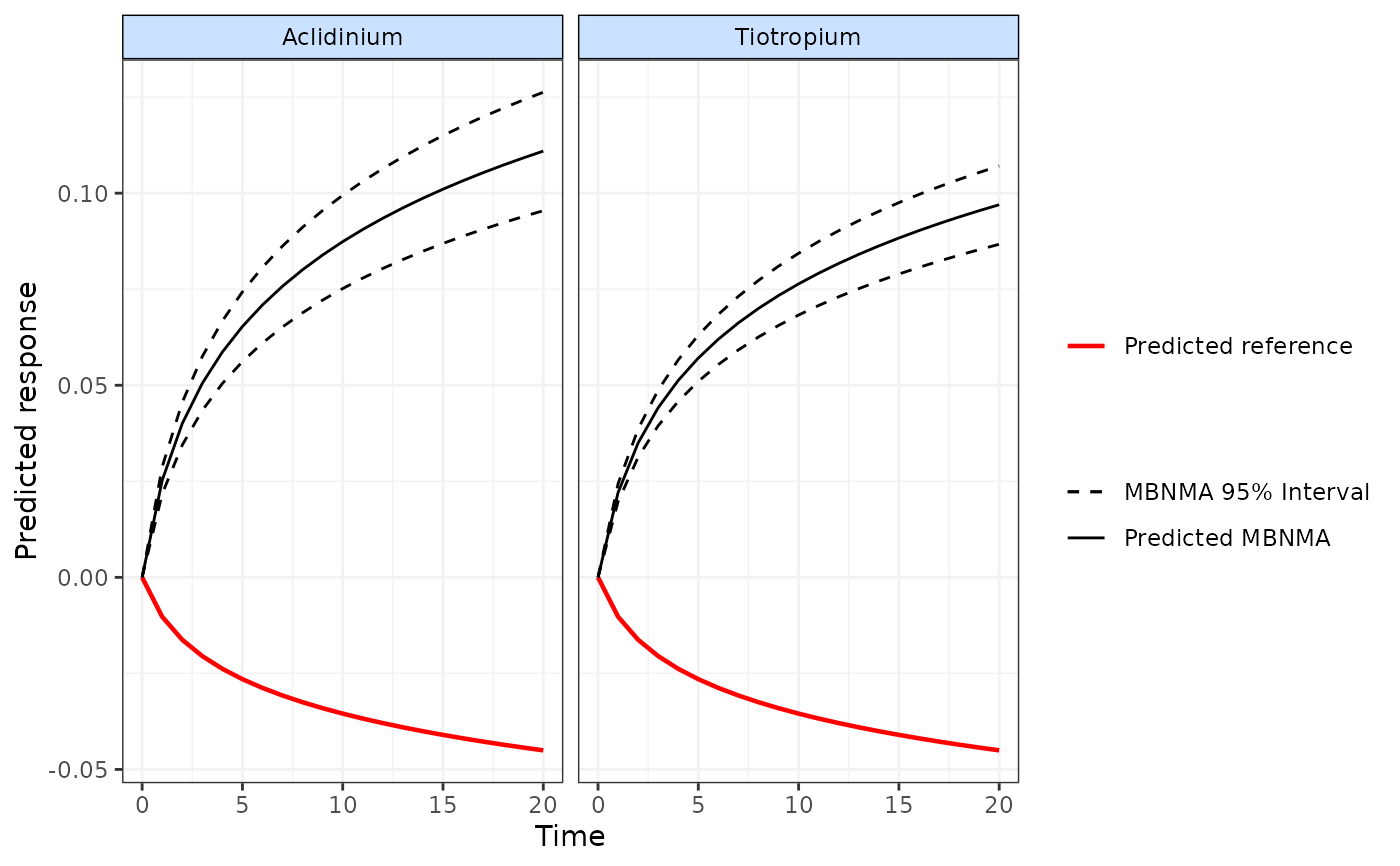 Aclidinium Tiotropium
Predicted response
0.10
0.05
0.00
-0.05
0 5 10 15 20 0 5 10 15 20
Time
Predicted reference
MBNMA 95% Interval
Predicted MBNMA